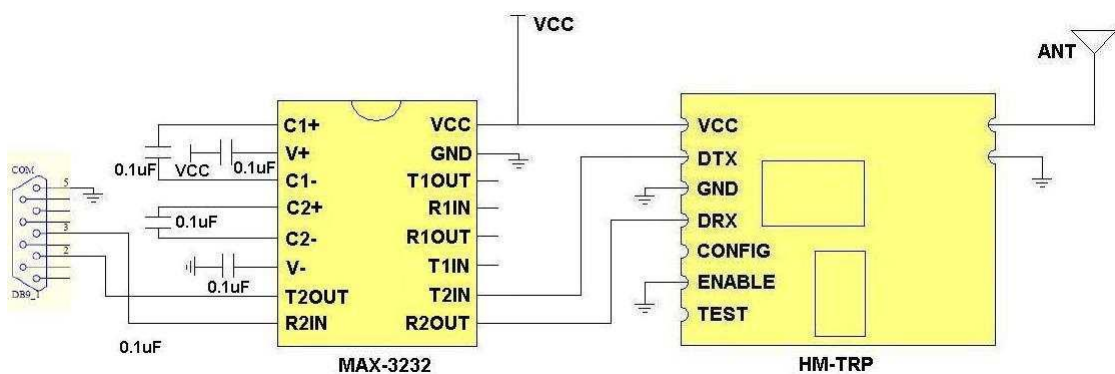 VCC
ANT
COM
5
3
2
DB9_1
0.1uF
VCC
0.1uF
0.1uF
0.1uF
0.1uF
C1+
V+
C1-
C2+
C2-
V-
T2OUT
R2IN
VCC
GND
T1OUT
R1IN
R1OUT
T1IN
T2IN
R2OUT
MAX-3232
VCC
DTX
GND
DRX
CONFIG
ENABLE
TEST
HM-TRP